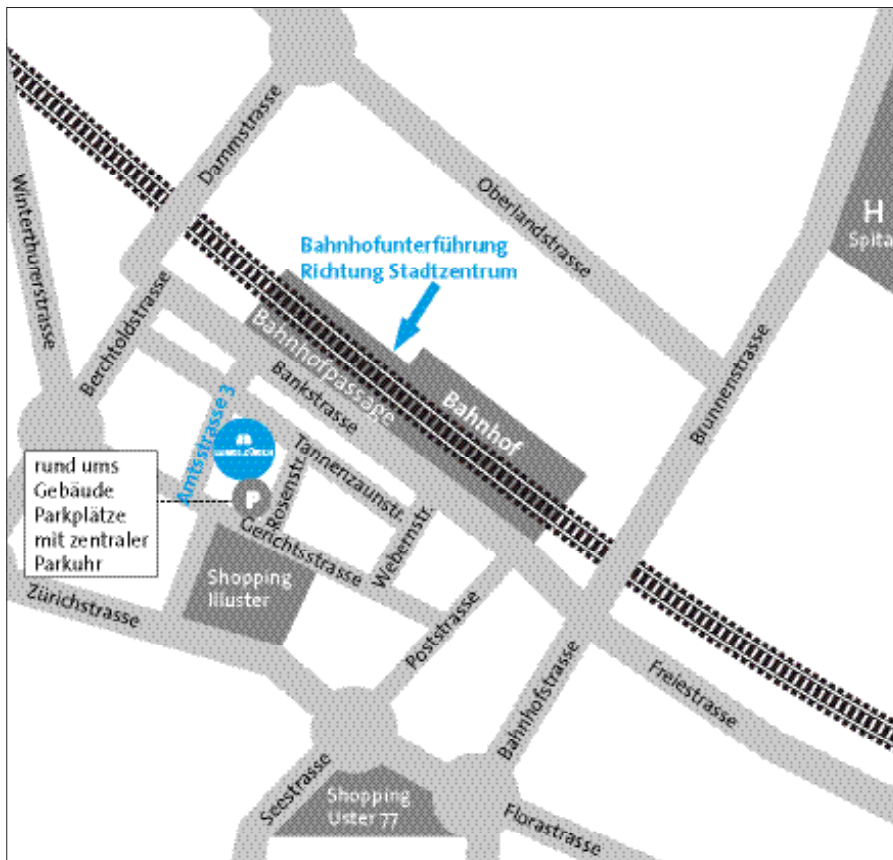 Dammstrasse
Winterthurerstrasse
Oberlandstrasse
H
Spita
Bahnhofunterführung
Richtung Stadtzentrum
Berchtoldstrasse
Bahnhofpassage
Bahnhof
Brunnenstrasse
Bankstrasse
Amtsstrasse 3
Tannenzaunstr.
Rosenstr.
rund ums
Gebäude
Parkplätze
mit zentraler
Parkuhr
P
Gerichtsstrasse
Webernstr.
Shopping
Illuster
Zürichstrasse
Poststrasse
Bahnhofstrasse
Freiestrasse
Seestrasse
Shopping
Uster 77
Florastrasse